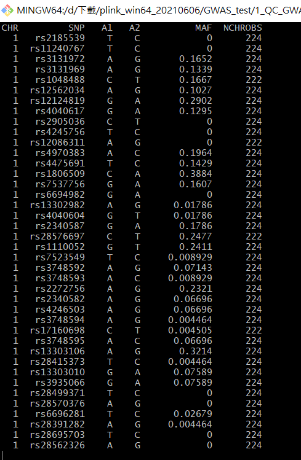 MINGW64:/d/下載/plink_win64_20210606/GWAS_test/1_QC_GWA
CHR SNP A1 A2 MAF NCHROBS
1 rs2185539 T C 0 224
1 rs11240767 T C 0 224
1 rs3131972 A G 0.1652 224
1 rs3131969 A G 0.1339 224
1 rs1048488 C T 0.1667 222
1 rs12562034 A G 0.1027 224
1 rs12124819 G A 0.2902 224
1 rs4040617 G A 0.1295 224
1 rs2905036 C T 0 224
1 rs4245756 T C 0 224
1 rs12086311 A 0 222
1 rs4970383 A C 0.1964 224
1 rs4475691 T C 0.1429 224
1 rs1806509 C A 0.3884 224
1 rs7537756 G A 0.1607 224
1 rs6694982 G A 0 224
1 rs13302982 A G 0.01786 224
1 rs4040604 G T 0.01786 224
1 rs2340587 G A 0.1786 224
1 rs28576697 C T 0.2477 222
1 rs1110052 G T 0.2411 224
1 rs7523549 T C 0.008929 224
1 rs3748592 A G 0.07143 224
1 rs3748593 A C 0.008929 224
1 rs2272756 A G 0.2321 224
1 rs2340582 A G 0.06696 224
1 rs4246503 A G 0.06696 224
1 rs3748594 A G 0.004464 224
1 rs17160698 C T 0.004505 222
1 rs3748595 A C 0.06696 224
1 rs13303106 A G 0.3214 224
1 rs28415373 T C 0.004464 224
1 rs13303010 G A 0.07589 224
1 rs3935066 G A 0.07589 224
1 rs28499371 T C 0 224
1 rs28570376 A G 0 224
1 rs6696281 T C 0.02679 224
1 rs28391282 A G 0.004464 224
1 rs28695703 T C 0 224
1 rs28562326 A G 0 224